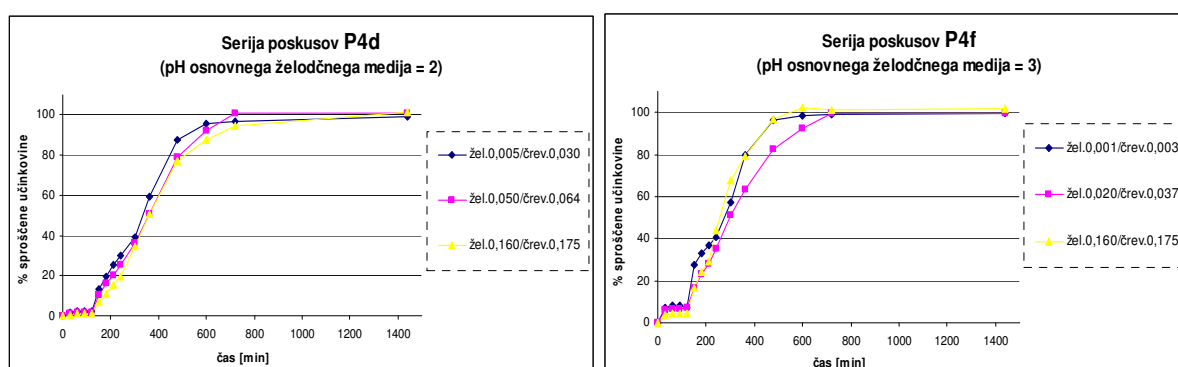 Serija poskusov P4d
(pH osnovnega želodčnega medija = 2)
% sproščene učinkovine
100
80
60
40
20
0
0 200 400 600 800 1000 1200 1400
čas [min]
žel.0,005/črev.0,030
žel.0,050/črev.0,064
žel.0,160/črev.0,175
Serija poskusov P4f
(pH osnovnega želodčnega medija = 3)
% sproščene učinkovine
100
80
60
40
20
0
0 200 400 600 800 1000 1200 1400
čas [min]
žel.0,001/črev.0,003
žel.0,020/črev.0,037
žel.0,160/črev.0,175